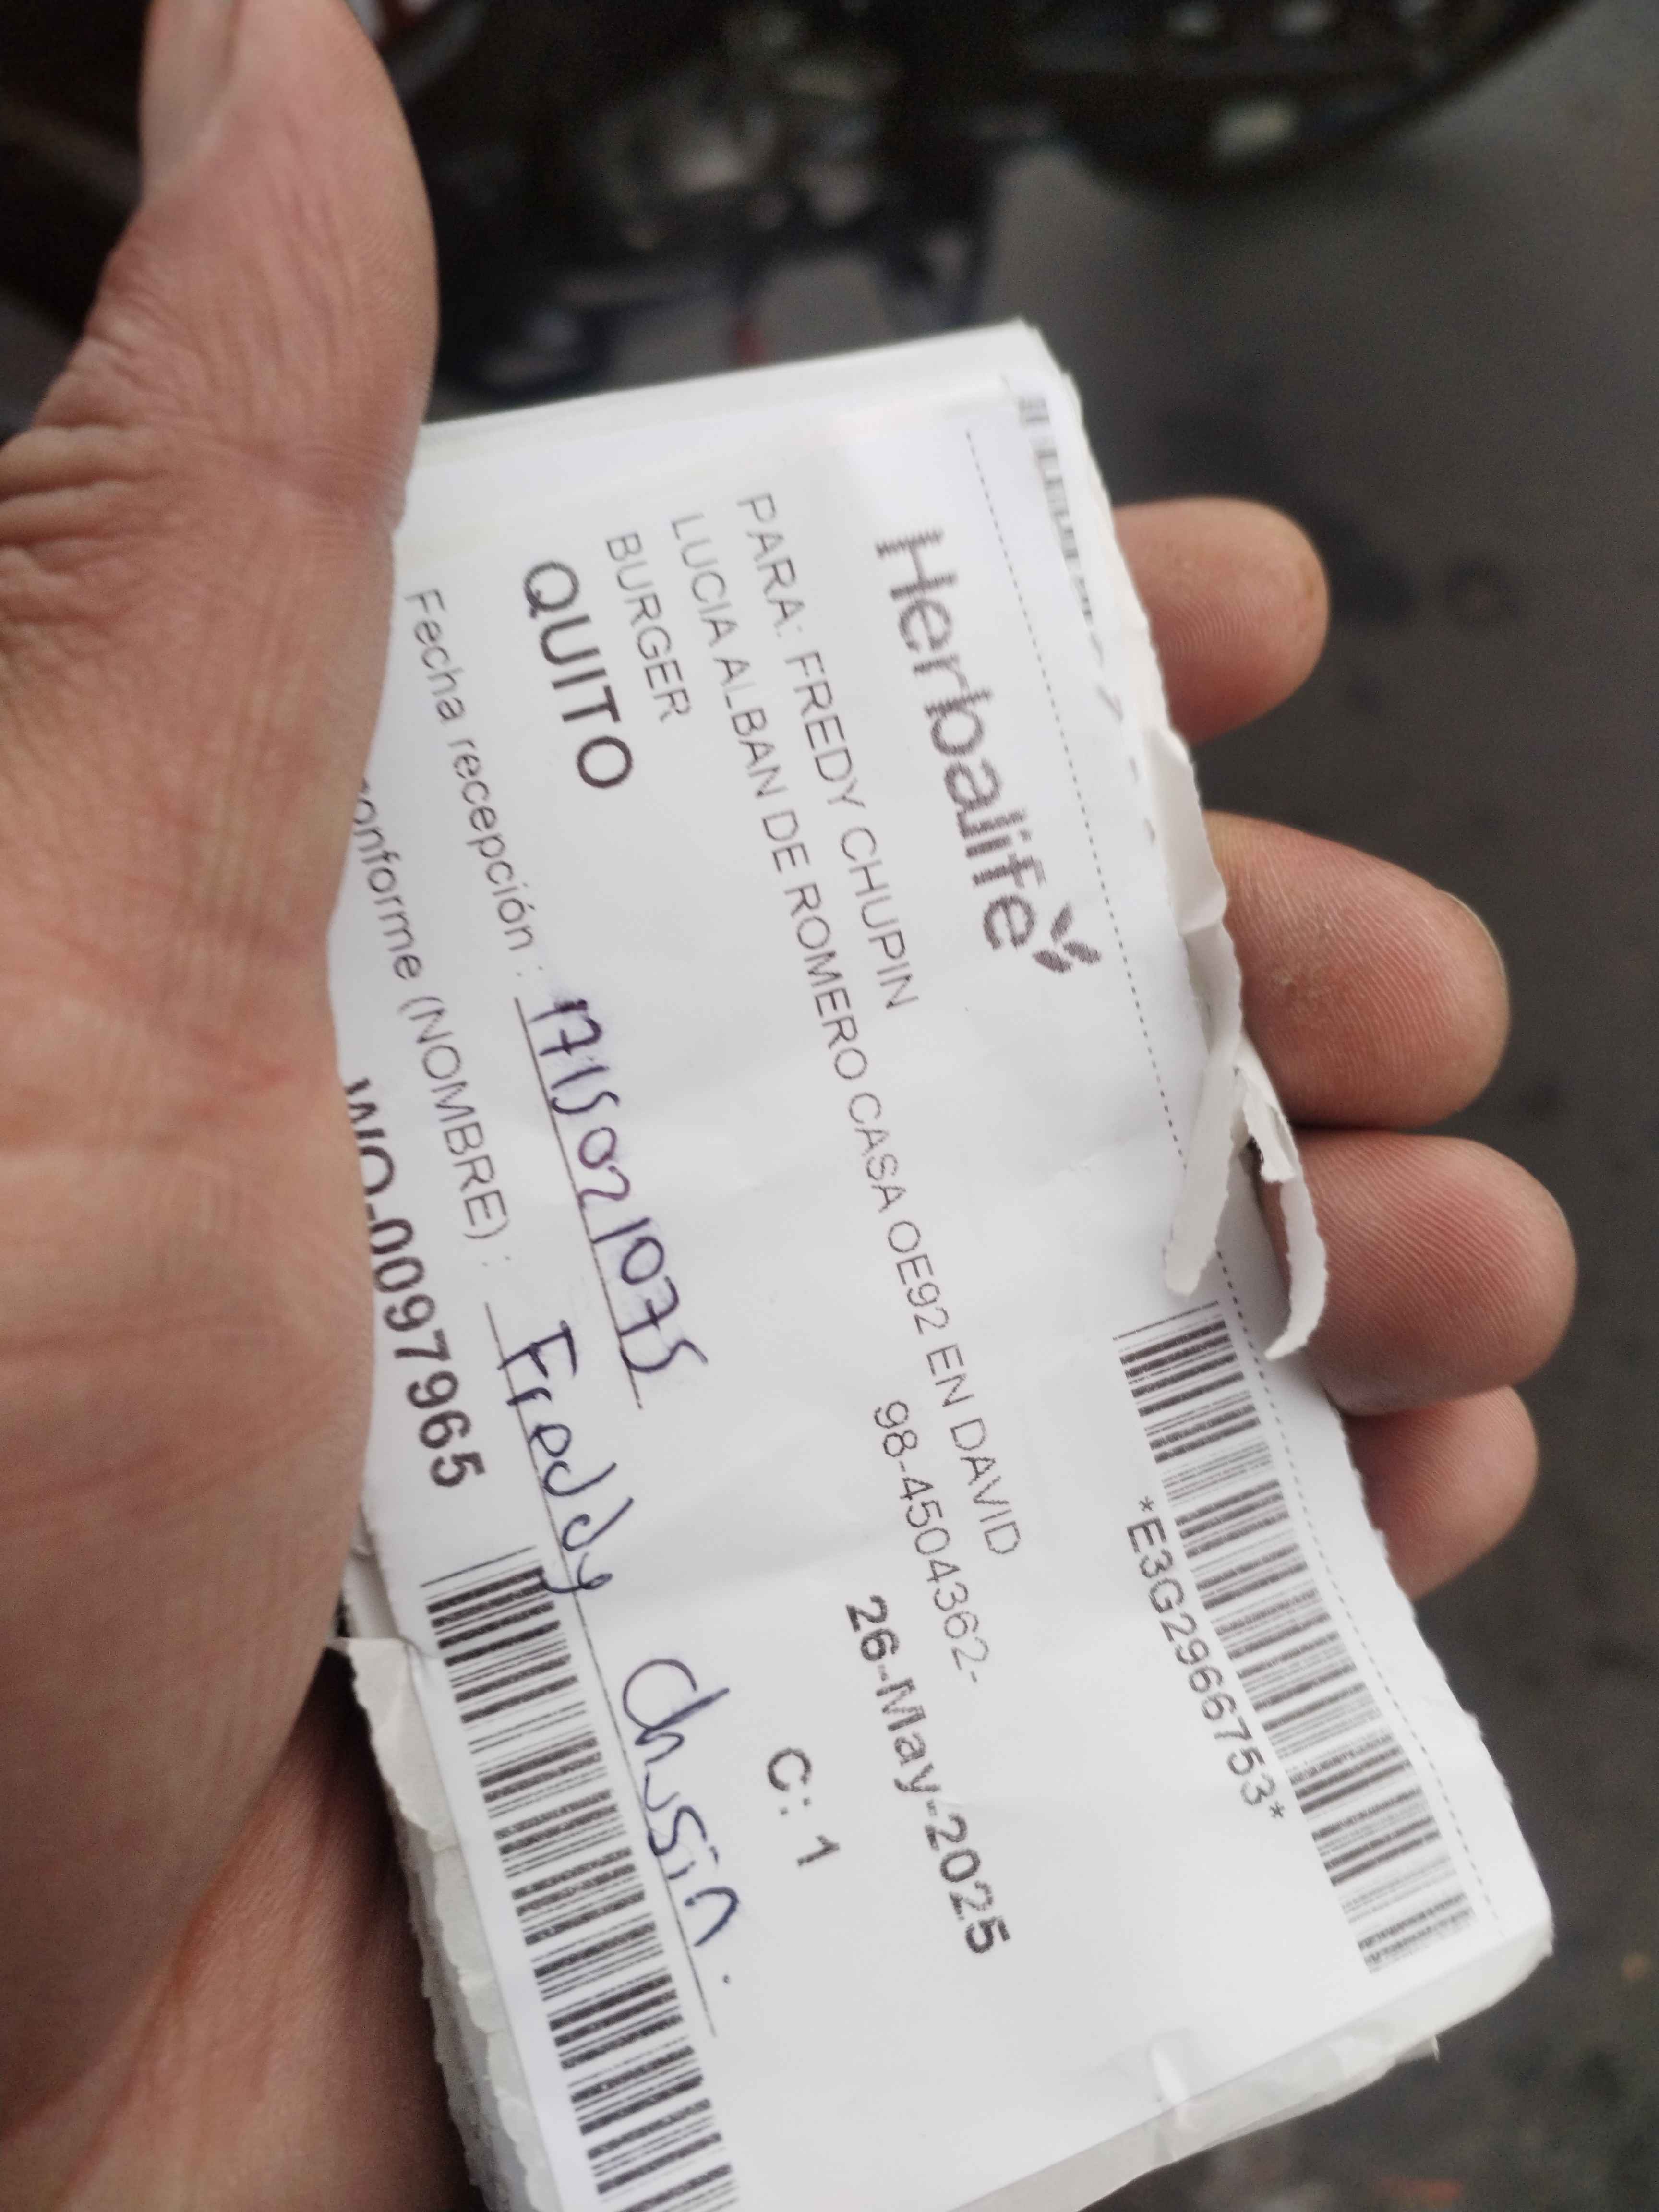 *E3G2966753*
Herbalife
PARA: FREDY CHUPIN
LUCIA ALBAN DE ROMERO CASA OE92 EN DAVID
BURGER
98-4504362-
QUITO
26-May-2025
C: 1
Fecha recepción : 1715021075
conforme (NOMBRE) : Freddy chusin.
WO-0097965